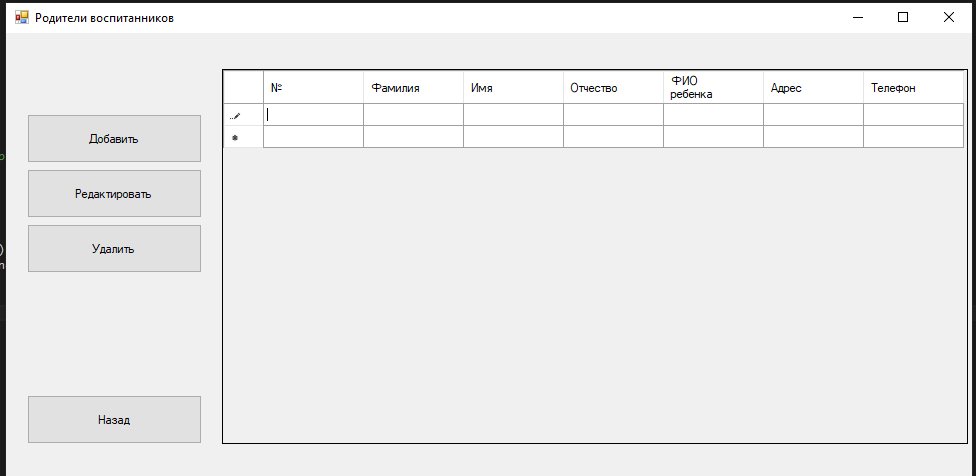 Родители воспитанников
№ Фамилия Имя Отчество ФИО ребенка Адрес Телефон
Добавить
Редактировать
Удалить
Назад